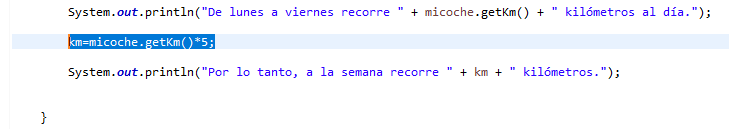 System.out.println("De lunes a viernes recorre " + micoche.getKm() + " kilómetros al día.");
km=micoche.getKm()*5;
System.out.println("Por lo tanto, a la semana recorre " + km + " kilómetros.");
}